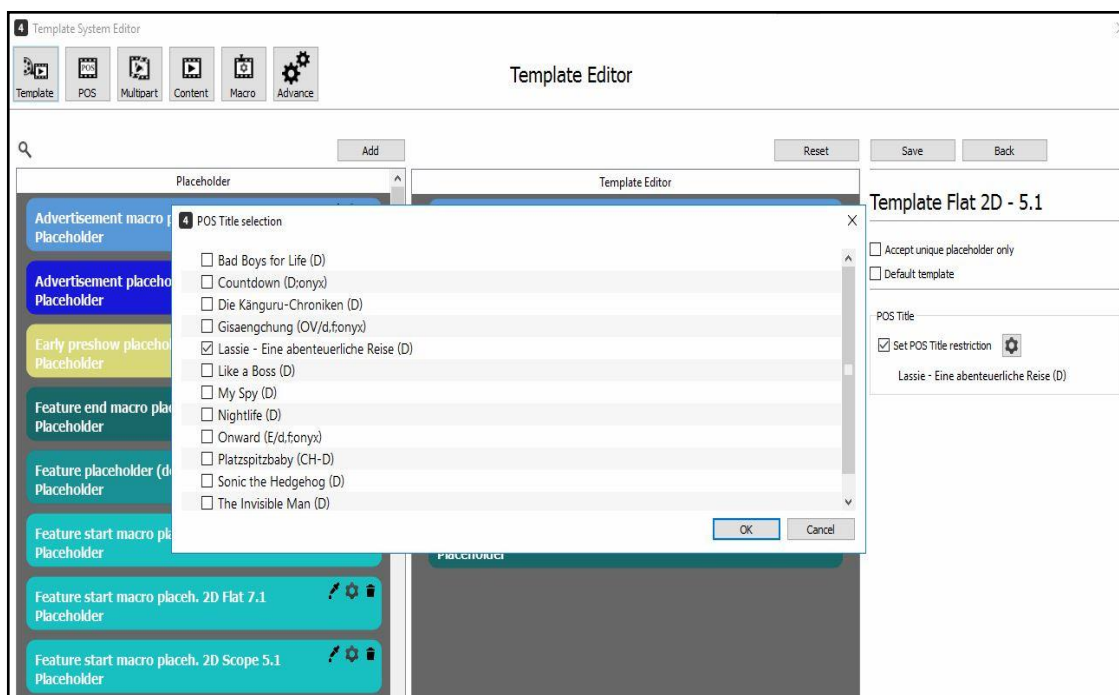 4 Template System Editor
Template
POS
POS
Multipart
Content
Macro
Advance
Template Editor
Add
Reset
Save
Back
Placeholder
Template Editor
Template Flat 2D - 5.1
Accept unique placeholder only
Default template
POS Title
Set POS Title restriction
Lassie - Eine abenteuerliche Reise (D)
Advertisement macro
Placeholder
Advertisement
Placeholder
Early preshow
Placeholder
Feature end macro
Placeholder
Feature placeholder
Placeholder
Feature start macro
Placeholder
Feature start macro placeh. 2D Flat 7.1
Placeholder
Feature start macro placeh. 2D Scope 5.1
Placeholder
4 POS Title selection
Bad Boys for Life (D)
Countdown (D;onyx)
Die Känguru-Chroniken (D)
Gisaengchung (OV/d,f;onyx)
Lassie - Eine abenteuerliche Reise (D)
Like a Boss (D)
My Spy (D)
Nightlife (D)
Onward (E/d,f;onyx)
Platzspitzbaby (CH-D)
Sonic the Hedgehog (D)
The Invisible Man (D)
OK
Cancel
Placeholder